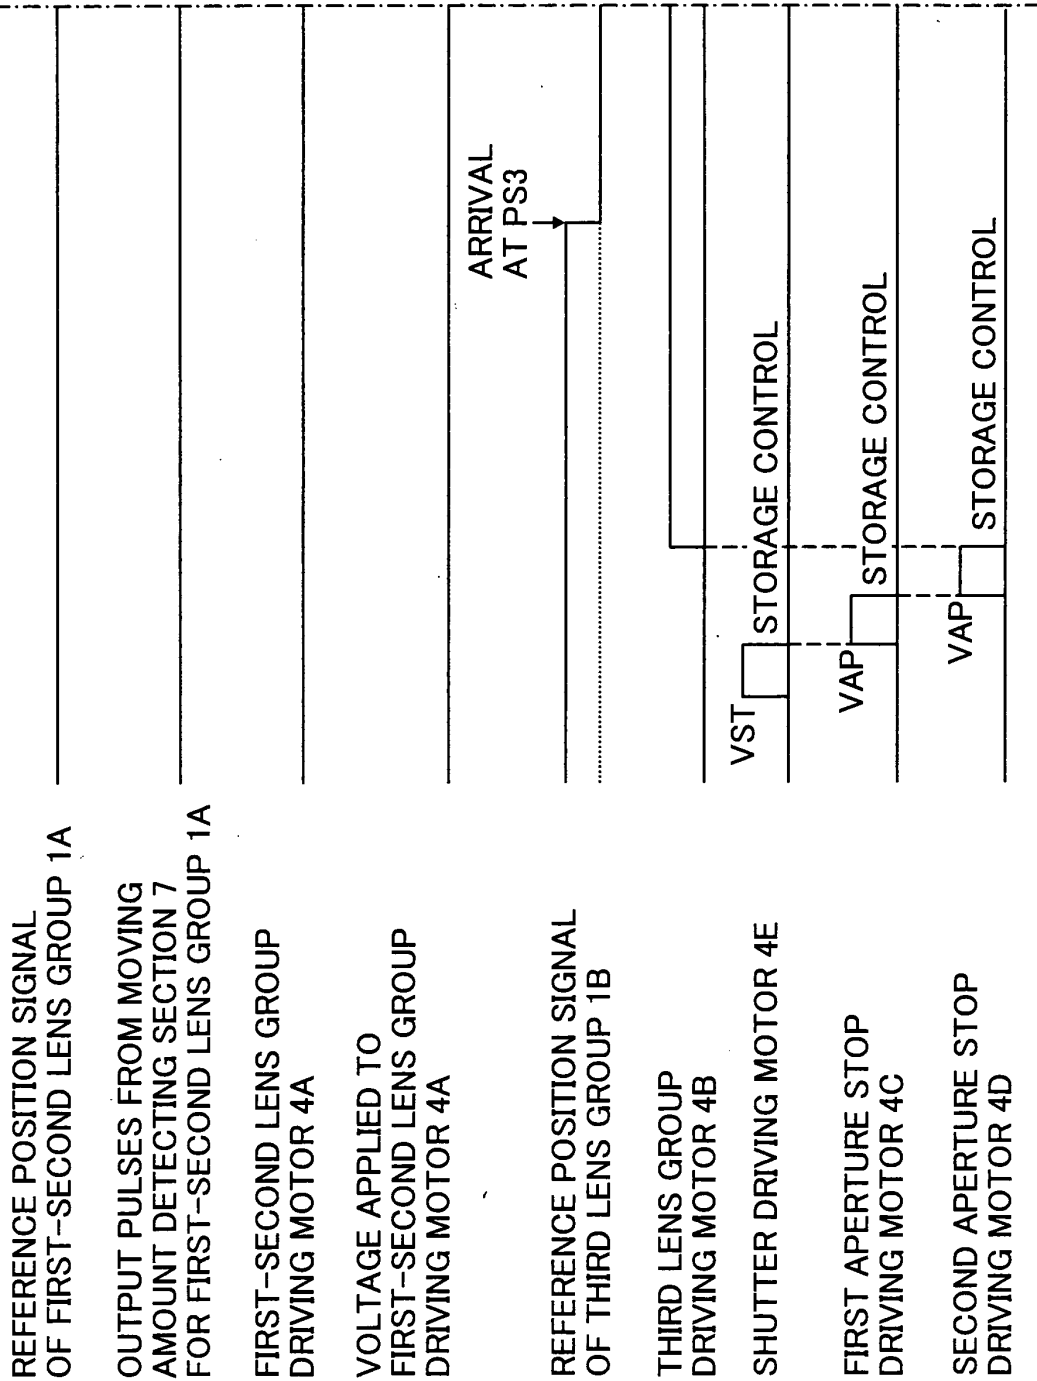 REFERENCE POSITION SIGNAL
OF FIRST-SECOND LENS GROUP 1A
OUTPUT PULSES FROM MOVING
AMOUNT DETECTING SECTION 7
FOR FIRST-SECOND LENS GROUP 1A
FIRST-SECOND LENS GROUP
DRIVING MOTOR 4A
VOLTAGE APPLIED TO
FIRST-SECOND LENS GROUP
DRIVING MOTOR 4A
REFERENCE POSITION SIGNAL
OF THIRD LENS GROUP 1B
ARRIVAL
AT PS3
THIRD LENS GROUP
DRIVING MOTOR 4B
SHUTTER DRIVING MOTOR 4E
VST
STORAGE CONTROL
FIRST APERTURE STOP
DRIVING MOTOR 4C
VAP
STORAGE CONTROL
SECOND APERTURE STOP
DRIVING MOTOR 4D
VAP
STORAGE CONTROL